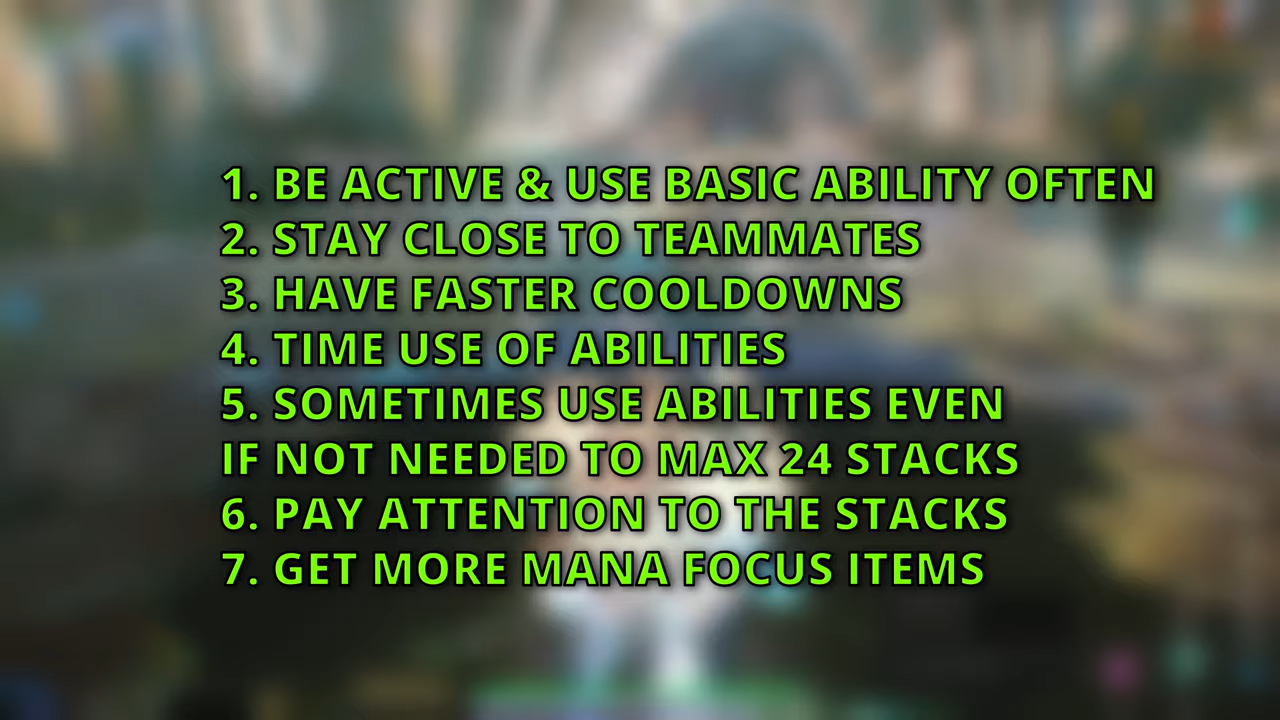 1. BE ACTIVE & USE BASIC ABILITY OFTEN
2. STAY CLOSE TO TEAMMATES
3. HAVE FASTER COOLDOWNS
4. TIME USE OF ABILITIES
5. SOMETIMES USE ABILITIES EVEN
IF NOT NEEDED TO MAX 24 STACKS
6. PAY ATTENTION TO THE STACKS
7. GET MORE MANA FOCUS ITEMS